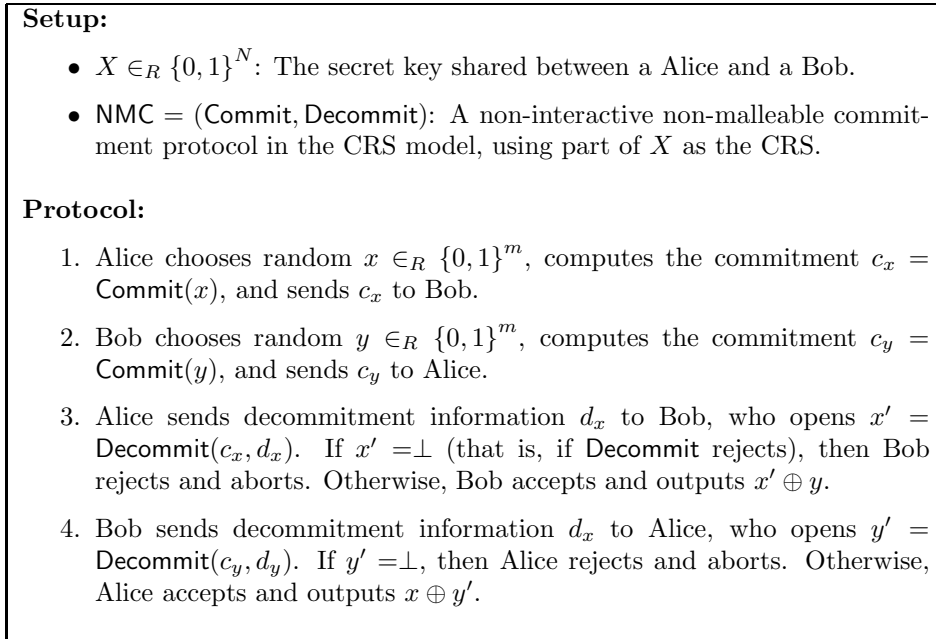 Setup:
• X ∈_R {0, 1}^N: The secret key shared between a Alice and a Bob.
• NMC = (Commit, Decommit): A non-interactive non-malleable commit-
ment protocol in the CRS model, using part of X as the CRS.
Protocol:
1. Alice chooses random x ∈_R {0, 1}^m, computes the commitment c_x =
Commit(x), and sends c_x to Bob.
2. Bob chooses random y ∈_R {0, 1}^m, computes the commitment c_y =
Commit(y), and sends c_y to Alice.
3. Alice sends decommitment information d_x to Bob, who opens x′ =
Decommit(c_x, d_x). If x′ =⊥ (that is, if Decommit rejects), then Bob
rejects and aborts. Otherwise, Bob accepts and outputs x′ ⊕ y.
4. Bob sends decommitment information d_x to Alice, who opens y′ =
Decommit(c_y, d_y). If y′ =⊥, then Alice rejects and aborts. Otherwise,
Alice accepts and outputs x ⊕ y′.